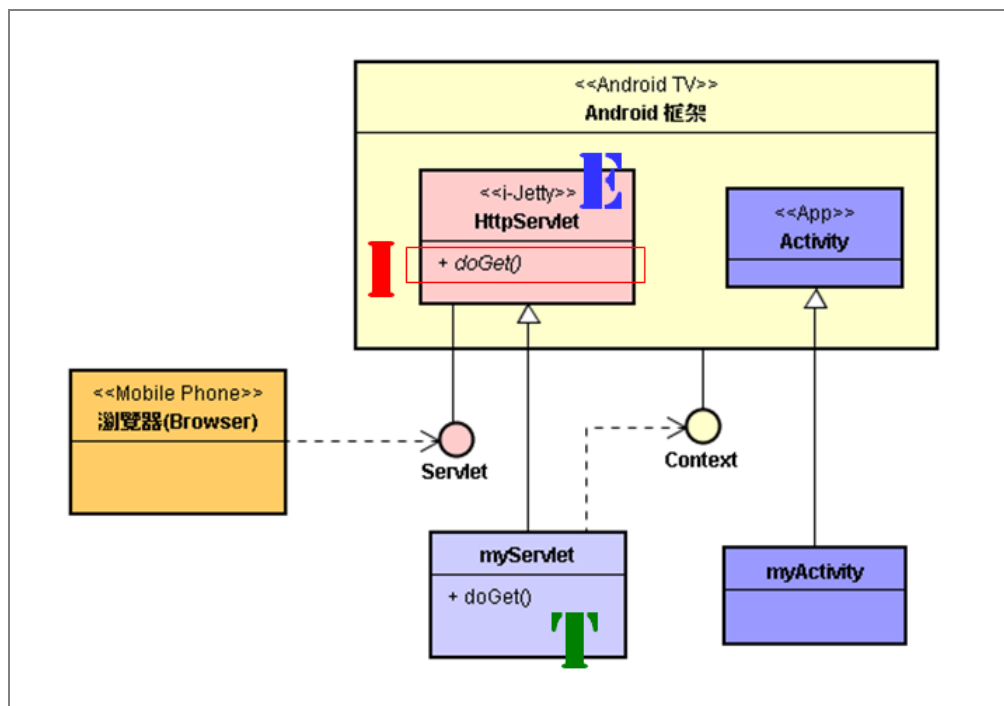 <<Android TV>>
Android 框架
<<i-Jetty>>
E
HttpServlet
I
+ doGet()
<<App>>
Activity
<<Mobile Phone>>
瀏覽器(Browser)
Servlet
Context
myServlet
+ doGet()
T
myActivity